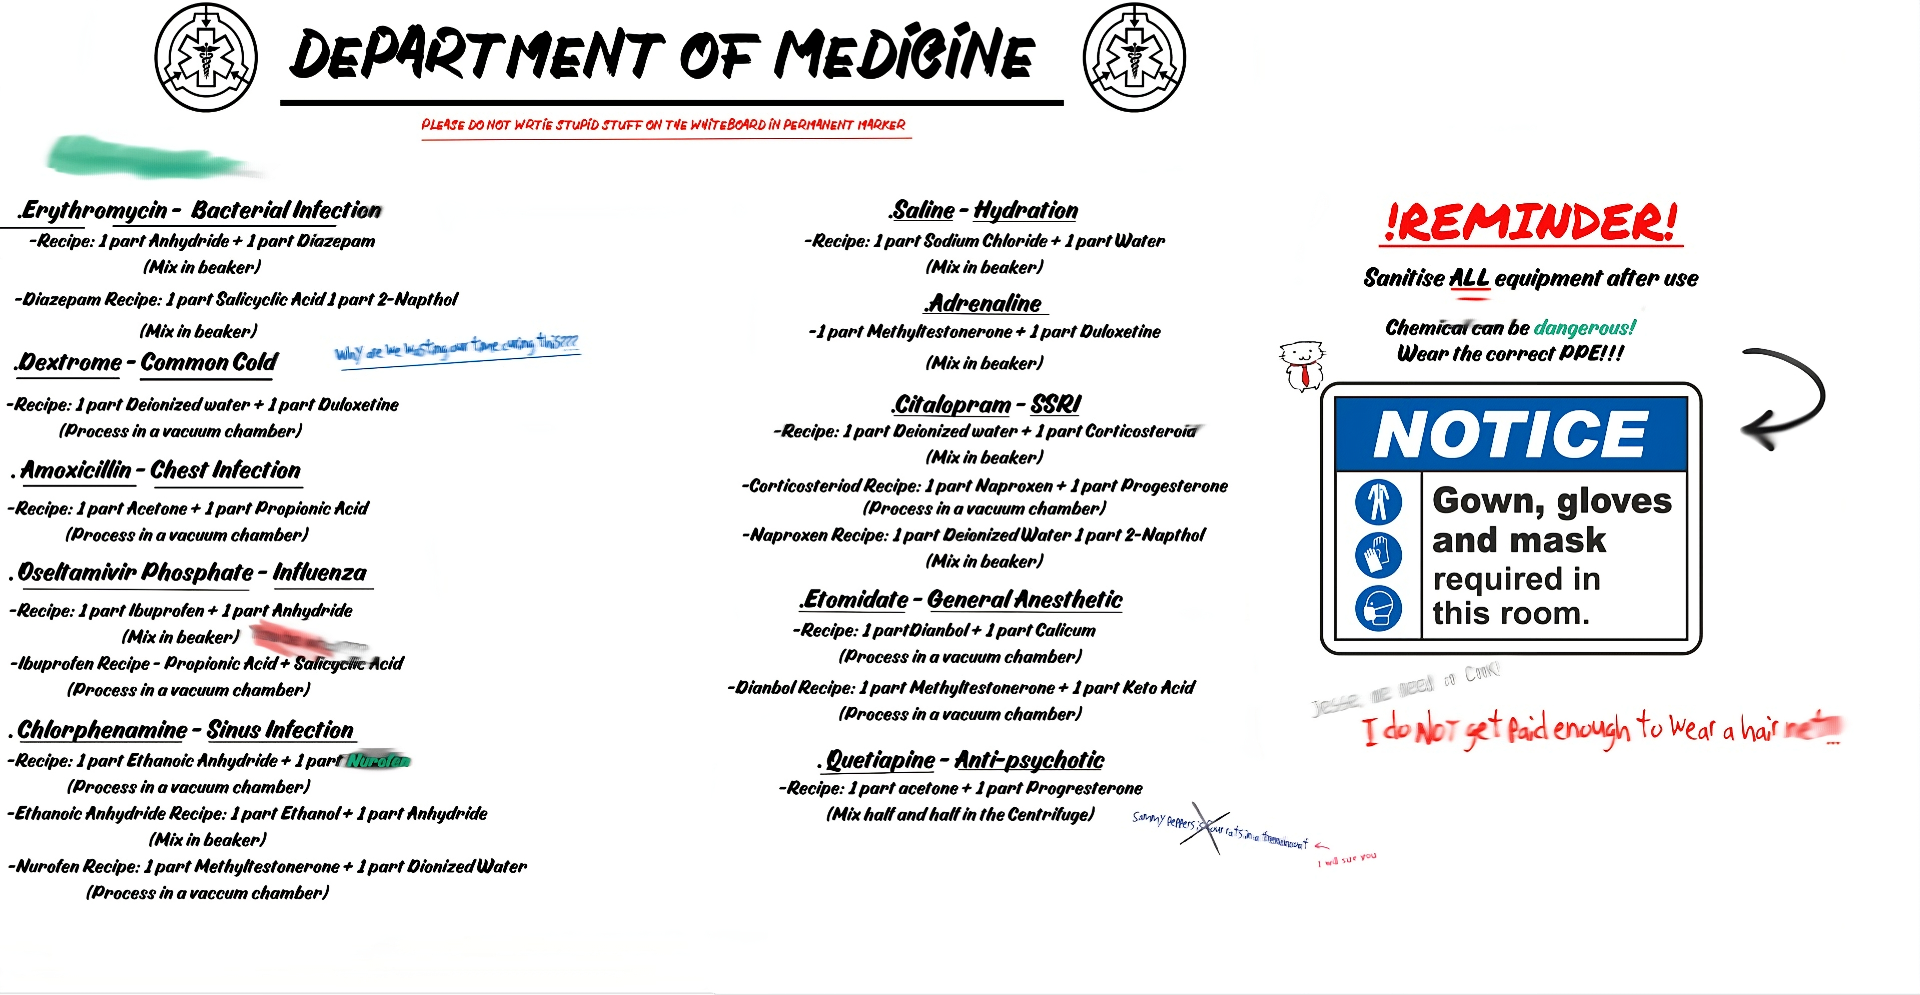 DEPARTMENT OF MEDICINE
PLEASE DO NOT WRTIE STUPID STUFF ON THE WHITEBOARD IN PERMANENT MARKER
.Erythromycin - Bacterial Infection
-Recipe: 1 part Anhydride + 1 part Diazepam
(Mix in beaker)
-Diazepam Recipe: 1 part Salicyclic Acid 1 part 2-Napthol
(Mix in beaker)
Why are we wasting our time curing this???
.Dextrome - Common Cold
-Recipe: 1 part Deionized water + 1 part Duloxetine
(Process in a vacuum chamber)
. Amoxicillin - Chest Infection
-Recipe: 1 part Acetone + 1 part Propionic Acid
(Process in a vacuum chamber)
. Oseltamivir Phosphate - Influenza
-Recipe: 1 part Ibuprofen + 1 part Anhydride
(Mix in beaker)
-Ibuprofen Recipe - Propionic Acid + Salicyclic Acid
(Process in a vacuum chamber)
. Chlorphenamine - Sinus Infection
-Recipe: 1 part Ethanoic Anhydride + 1 part Nurofen
(Process in a vacuum chamber)
-Ethanoic Anhydride Recipe: 1 part Ethanol + 1 part Anhydride
(Mix in beaker)
-Nurofen Recipe: 1 part Methyltestonerone + 1 part Dionized Water
(Process in a vaccum chamber)
.Saline - Hydration
-Recipe: 1 part Sodium Chloride + 1 part Water
(Mix in beaker)
.Adrenaline
-1 part Methyltestonerone + 1 part Duloxetine
(Mix in beaker)
.Citalopram - SSRI
-Recipe: 1 part Deionized water + 1 part Corticosteroid
(Mix in beaker)
-Corticosteriod Recipe: 1 part Naproxen + 1 part Progesterone
(Process in a vacuum chamber)
-Naproxen Recipe: 1 part Deionized Water 1 part 2-Napthol
(Mix in beaker)
.Etomidate - General Anesthetic
-Recipe: 1 partDianbol + 1 part Calicum
(Process in a vacuum chamber)
-Dianbol Recipe: 1 part Methyltestonerone + 1 part Keto Acid
(Process in a vacuum chamber)
. Quetiapine - Anti-psychotic
-Recipe: 1 part acetone + 1 part Progresterone
(Mix half and half in the Centrifuge)
Sammy Peppers is four rats in a
I will sue you
!REMINDER!
Sanitise ALL equipment after use
Chemical can be dangerous!
Wear the correct PPE!!!
NOTICE
Gown, gloves
and mask
required in
this room.
Jesse, we need to Cook!
I do NOT get paid enough to wear a hair net!!